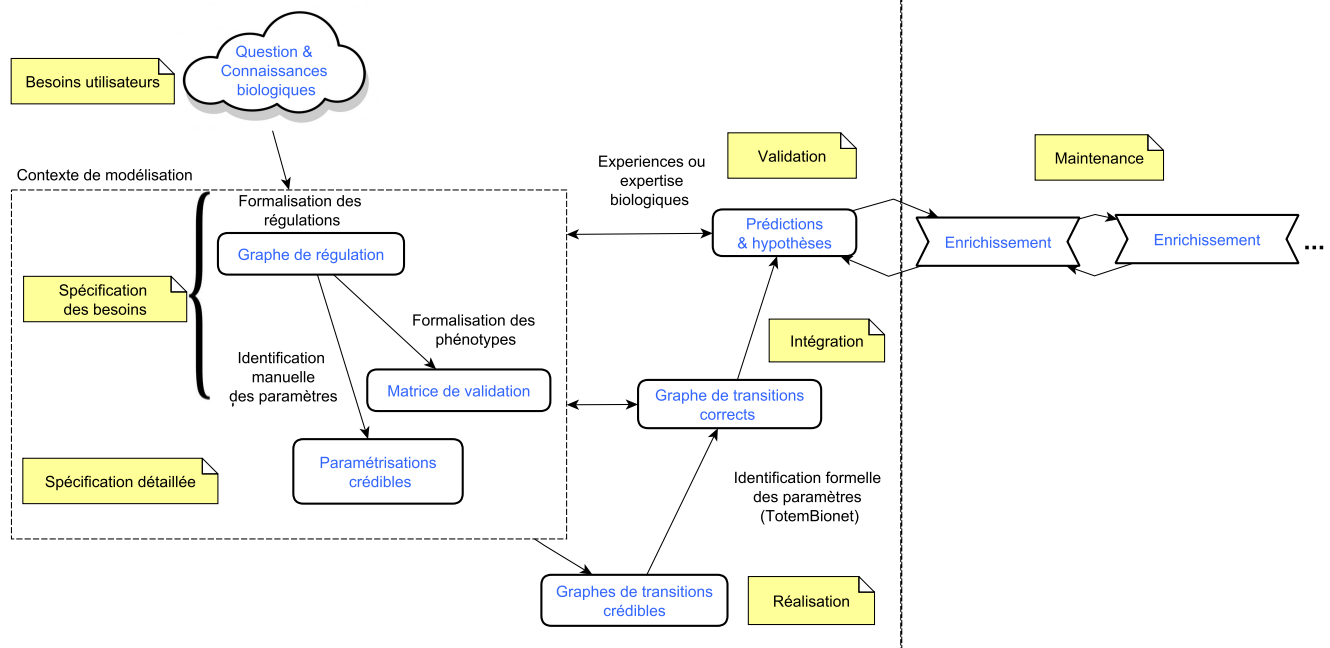 Question &
Connaissances
biologiques
Besoins utilisateurs
Contexte de modélisation
Formalisation des
régulations
Graphe de régulation
Spécification
des besoins
Formalisation des
phénotypes
Identification
manuelle
des paramètres
Matrice de validation
Paramétrisations
crédibles
Spécification détaillée
Experiences ou
expertise
biologiques
Validation
Prédictions
& hypothèses
Intégration
Graphe de transitions
corrects
Identification formelle
des paramètres
(TotemBionet)
Graphes de transitions
crédibles
Réalisation
Maintenance
Enrichissement
Enrichissement
...